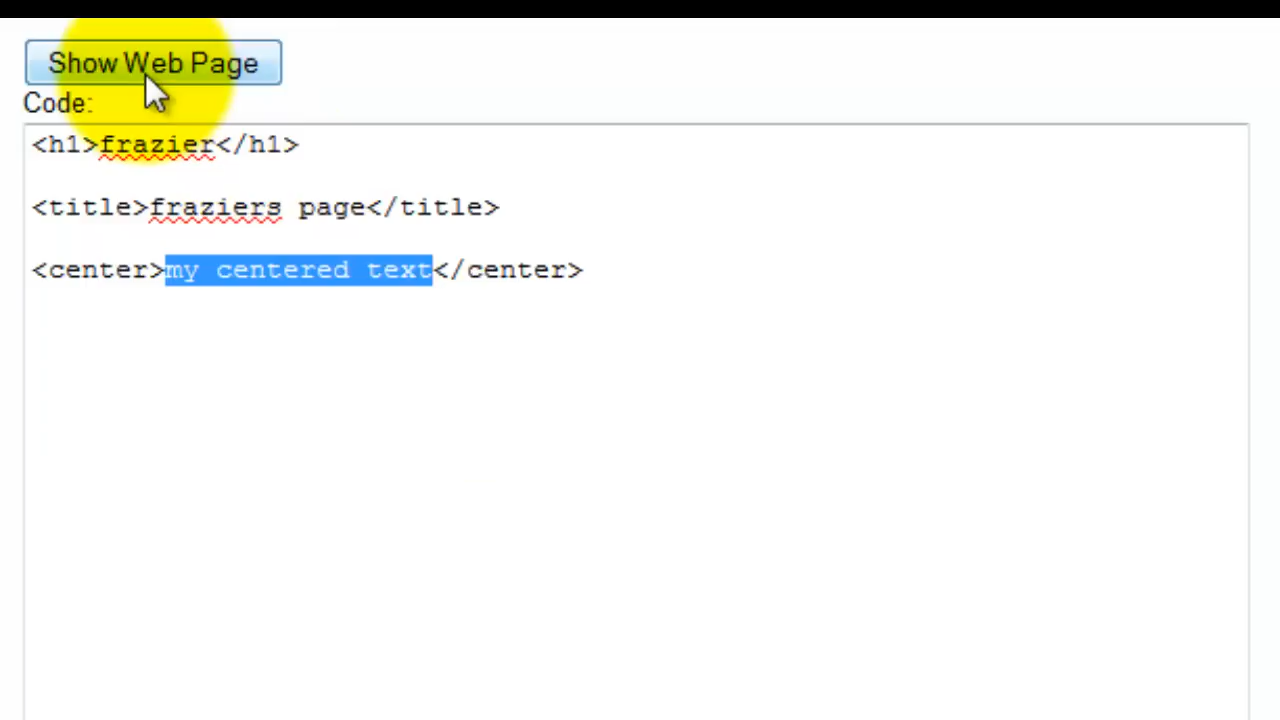 Show Web Page
Code:
<h1>frazier</h1>
<title>fraziers page</title>
<center>my centered text</center>